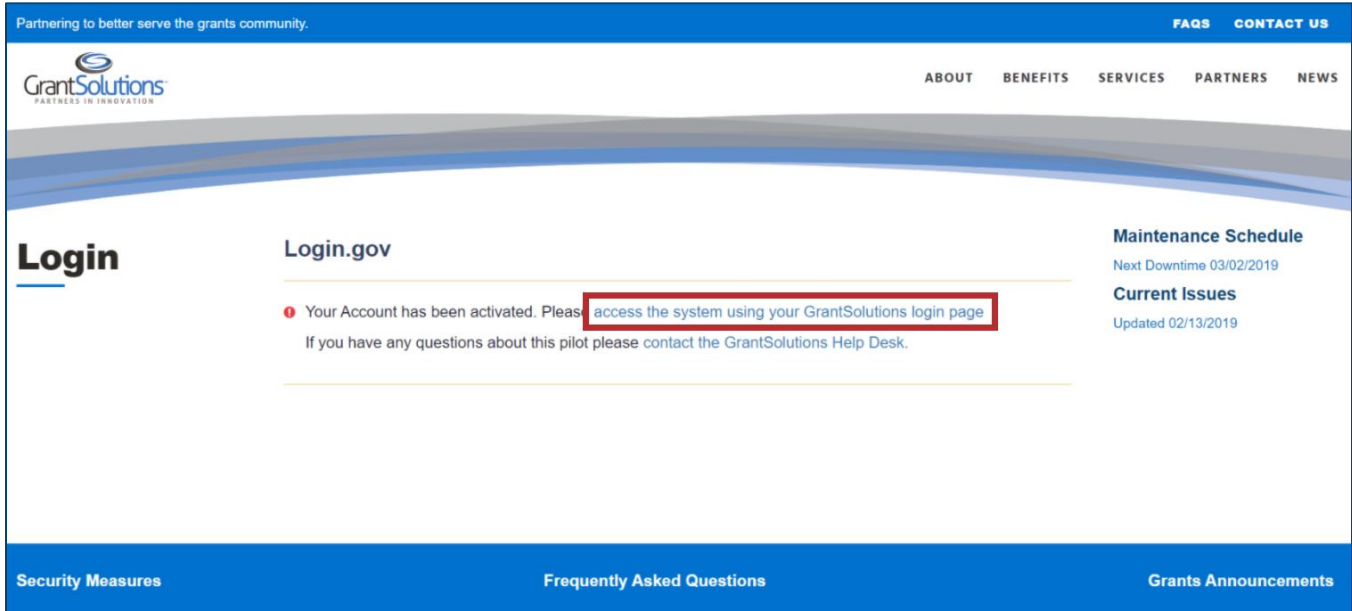 Partnering to better serve the grants community.
FAQS CONTACT US
GrantSolutions
PARTNERS IN INNOVATION
ABOUT BENEFITS SERVICES PARTNERS NEWS
Login
Login.gov
Your Account has been activated. Please access the system using your GrantSolutions login page
If you have any questions about this pilot please contact the GrantSolutions Help Desk.
Maintenance Schedule
Next Downtime 03/02/2019
Current Issues
Updated 02/13/2019
Security Measures Frequently Asked Questions Grants Announcements